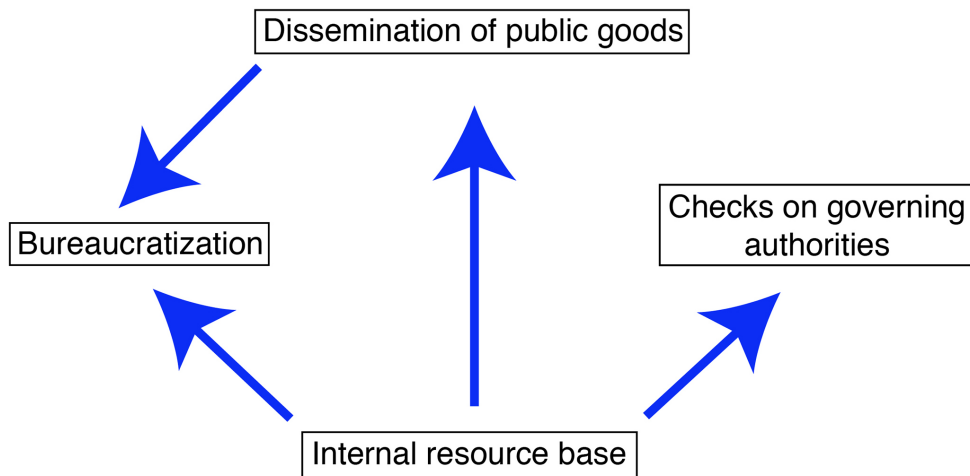 Dissemination of public goods
Bureaucratization
Checks on governing
authorities
Internal resource base